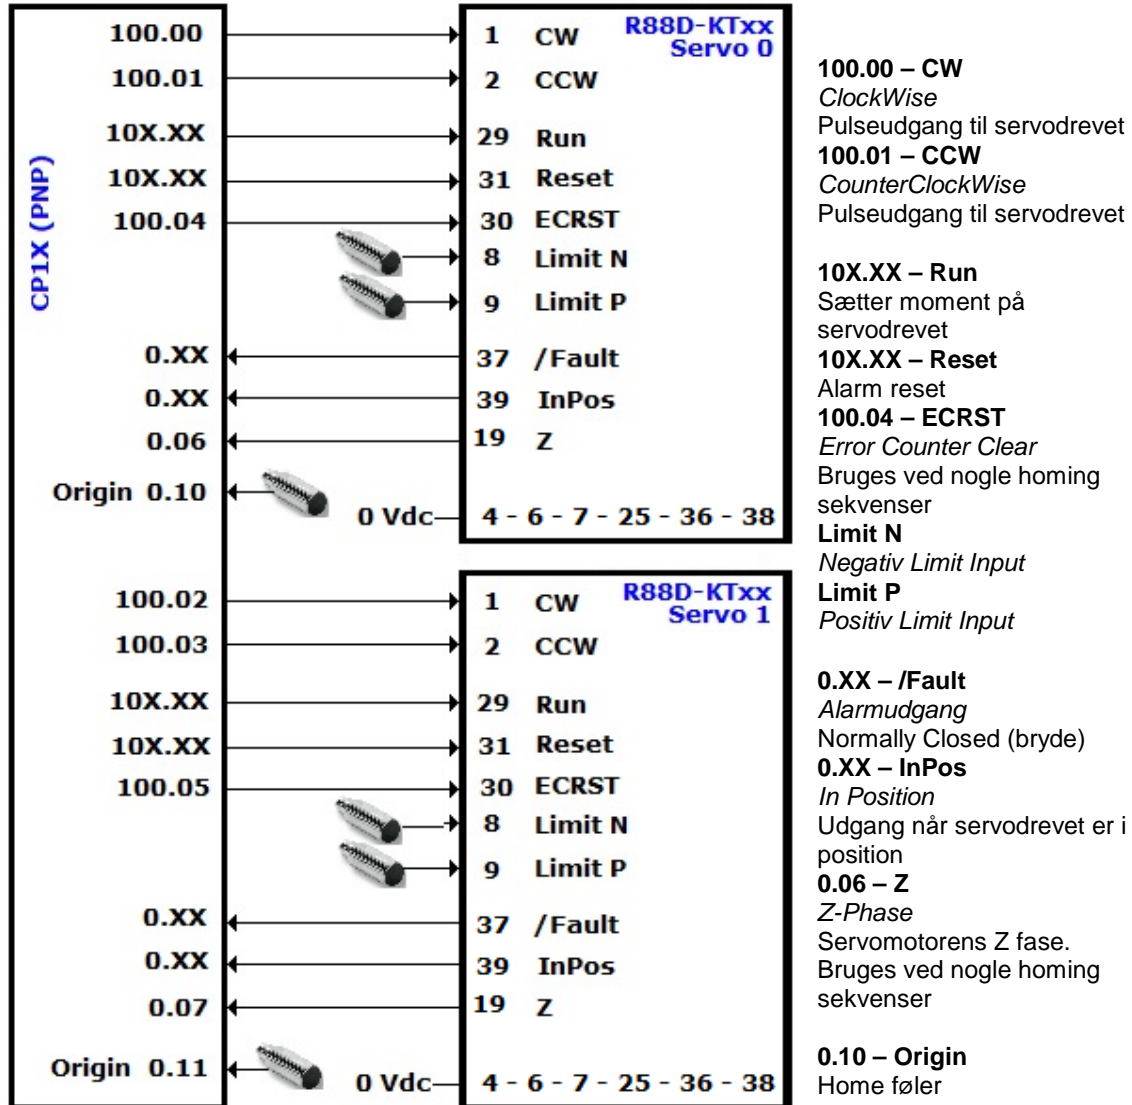 CP1X (PNP)
100.00
100.01
10X.XX
10X.XX
100.04
0.XX
0.XX
0.06
Origin 0.10
R88D-KTxx
Servo 0
1 CW
2 CCW
29 Run
31 Reset
30 ECRST
8 Limit N
9 Limit P
37 /Fault
39 InPos
19 Z
0 Vdc
4 - 6 - 7 - 25 - 36 - 38
100.02
100.03
10X.XX
10X.XX
100.05
0.XX
0.XX
0.07
Origin 0.11
R88D-KTxx
Servo 1
1 CW
2 CCW
29 Run
31 Reset
30 ECRST
8 Limit N
9 Limit P
37 /Fault
39 InPos
19 Z
0 Vdc
4 - 6 - 7 - 25 - 36 - 38
100.00 – CW
ClockWise
Pulseudgang til servodrevet
100.01 – CCW
CounterClockWise
Pulseudgang til servodrevet
10X.XX – Run
Sætter moment på
servodrevet
10X.XX – Reset
Alarm reset
100.04 – ECRST
Error Counter Clear
Bruges ved nogle homing
sekvenser
Limit N
Negativ Limit Input
Limit P
Positiv Limit Input
0.XX – /Fault
Alarmudgang
Normally Closed (bryde)
0.XX – InPos
In Position
Udgang når servodrevet er i
position
0.06 – Z
Z-Phase
Servomotorens Z fase.
Bruges ved nogle homing
sekvenser
0.10 – Origin
Home føler